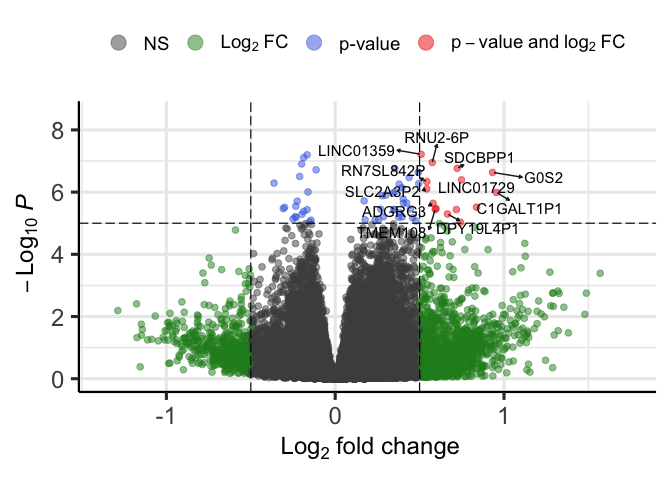 NS Log2 FC p-value p – value and log2 FC
– Log10 P
8
6
4
2
0
RNU2-6P
LINC01359
SDCBPP1
RN7SL842P
G0S2
SLC2A3P2
LINC01729
ADGRG3
C1GALT1P1
TMEM108
DPY19L4P1
-1 0 1
Log2 fold change